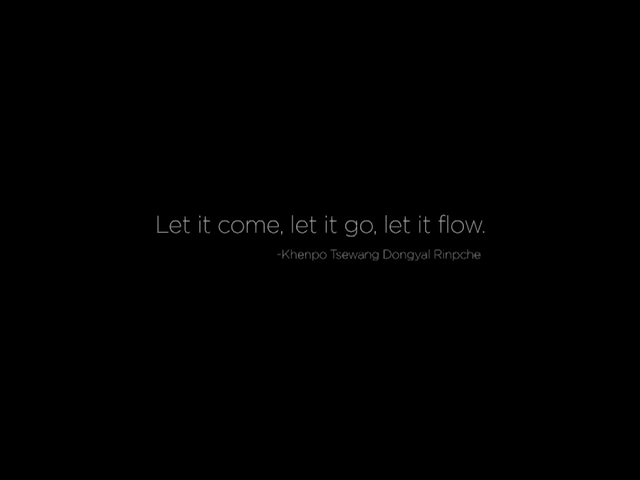 Let it come, let it go, let it flow.
-Khenpo Tsewang Dongyal Rinpche